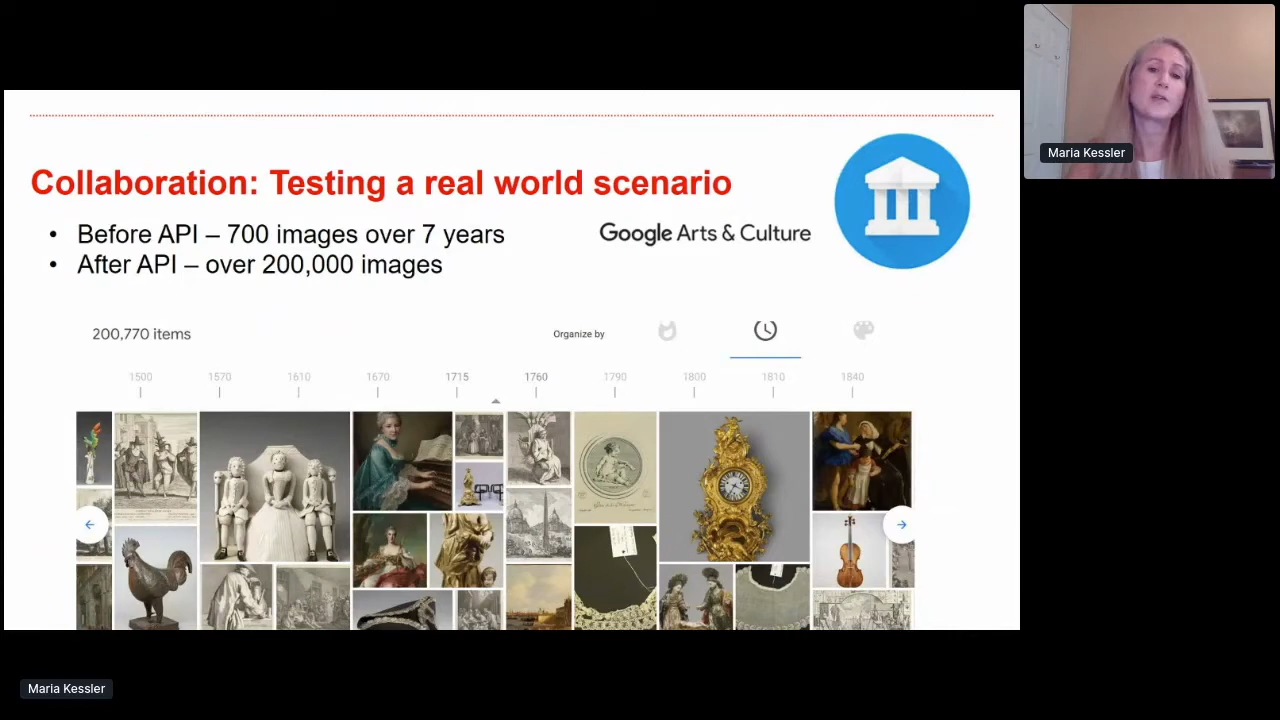 Collaboration: Testing a real world scenario
• Before API – 700 images over 7 years
• After API – over 200,000 images
Google Arts & Culture
200,770 items
Organize by
1500 1570 1610 1670 1715 1760 1790 1800 1810 1840
Maria Kessler
Maria Kessler